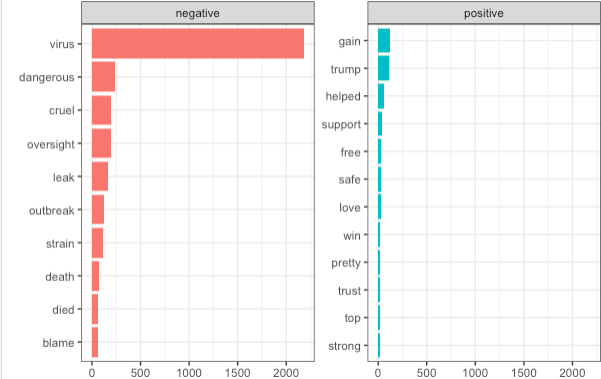 negative
virus
dangerous
cruel
oversight
leak
outbreak
strain
death
died
blame
0 500 1000 1500 2000
positive
gain
trump
helped
support
free
safe
love
win
pretty
trust
top
strong
0 500 1000 1500 2000